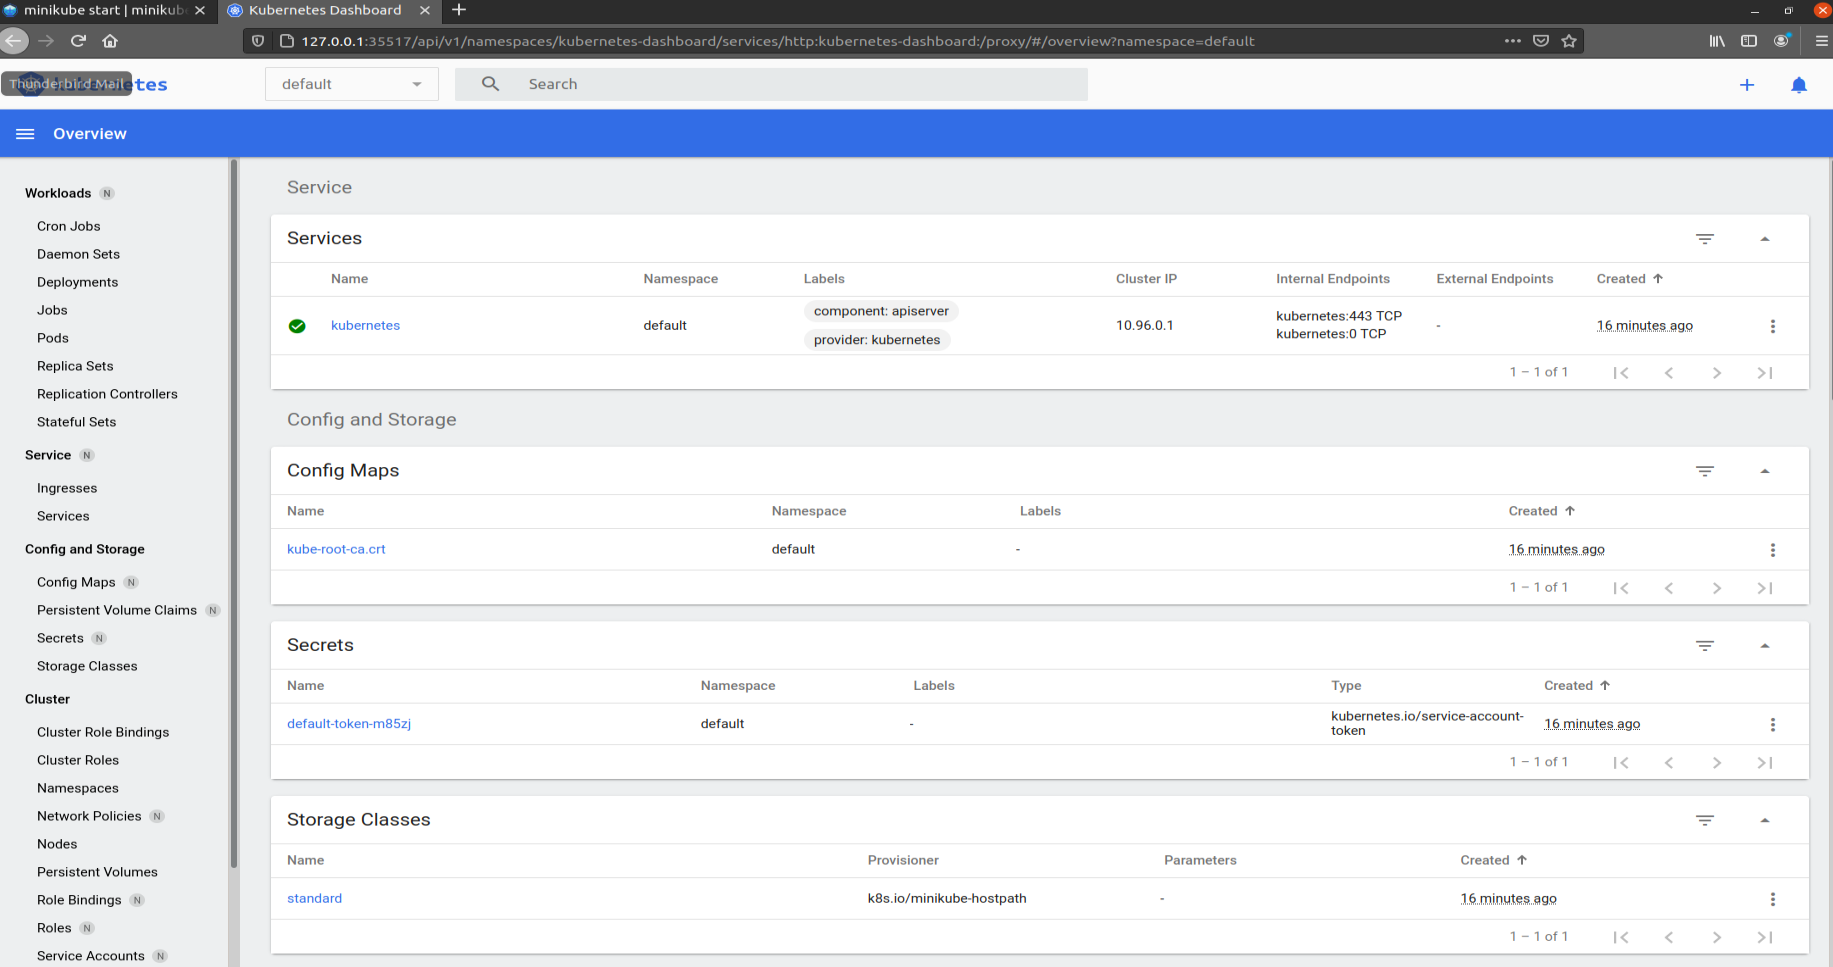 minikube start | minikub
Kubernetes Dashboard
127.0.0.1:35517/api/v1/namespaces/kubernetes-dashboard/services/http:kubernetes-dashboard:/proxy/#/overview?namespace=default
Thunderbird Mail
kubernetes
default
Search
Overview
Workloads N
Cron Jobs
Daemon Sets
Deployments
Jobs
Pods
Replica Sets
Replication Controllers
Stateful Sets
Service N
Ingresses
Services
Config and Storage
Config Maps N
Persistent Volume Claims N
Secrets N
Storage Classes
Cluster
Cluster Role Bindings
Cluster Roles
Namespaces
Network Policies N
Nodes
Persistent Volumes
Role Bindings N
Roles N
Service Accounts N
Service
Services
Name Namespace Labels Cluster IP Internal Endpoints External Endpoints Created
kubernetes default component: apiserver provider: kubernetes 10.96.0.1 kubernetes:443 TCP kubernetes:0 TCP - 16 minutes ago
1 – 1 of 1
Config and Storage
Config Maps
Name Namespace Labels Created
kube-root-ca.crt default - 16 minutes ago
1 – 1 of 1
Secrets
Name Namespace Labels Type Created
default-token-m85zj default - kubernetes.io/service-account-token 16 minutes ago
1 – 1 of 1
Storage Classes
Name Provisioner Parameters Created
standard k8s.io/minikube-hostpath - 16 minutes ago
1 – 1 of 1